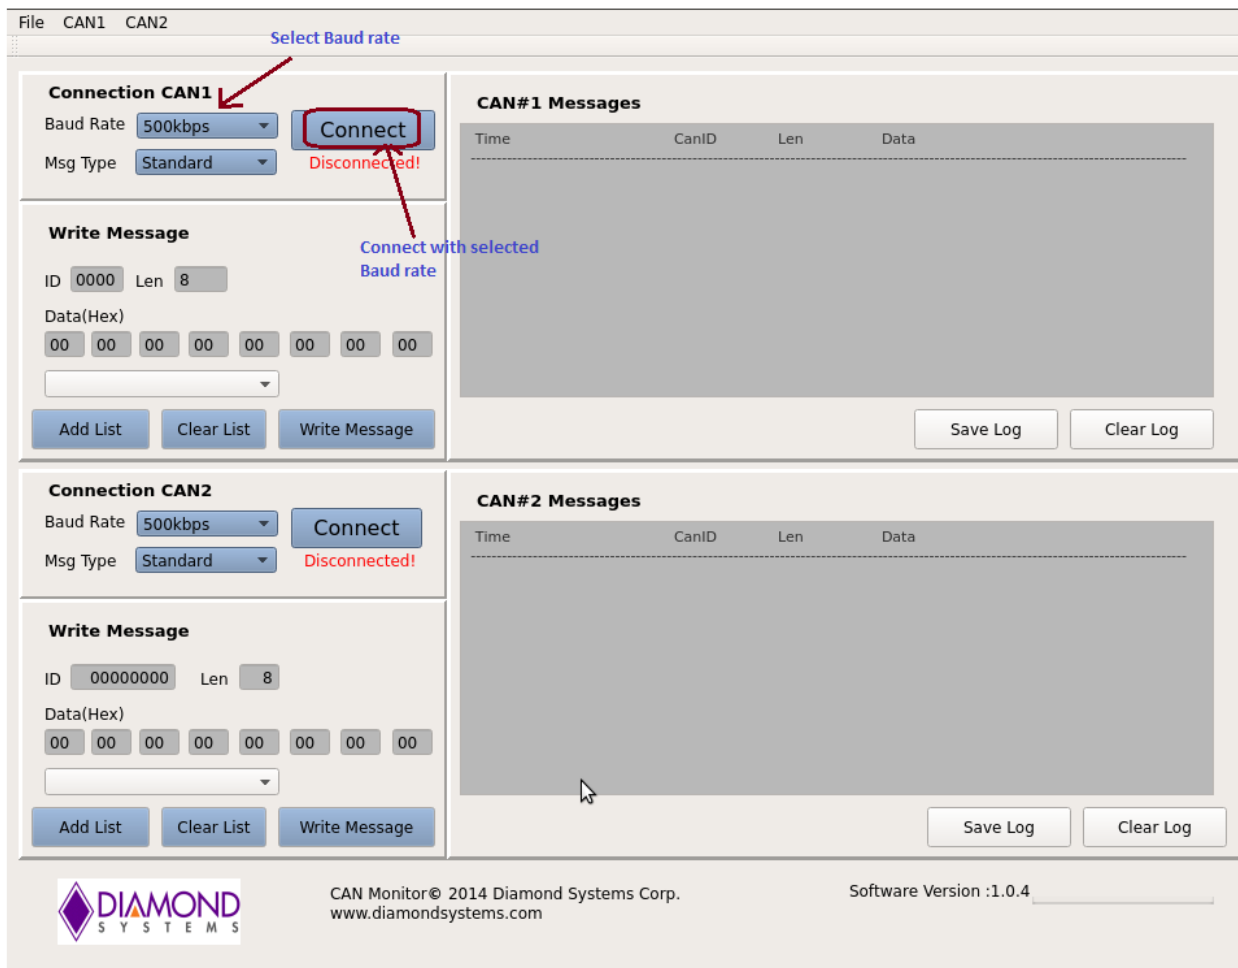 File CAN1 CAN2
Select Baud rate
Connection CAN1
Baud Rate 500kbps Connect
Msg Type Standard Disconnected!
Connect with selected
Baud rate
Write Message
ID 0000 Len 8
Data(Hex)
00 00 00 00 00 00 00 00
Add List Clear List Write Message
CAN#1 Messages
Time CanID Len Data
Save Log Clear Log
Connection CAN2
Baud Rate 500kbps Connect
Msg Type Standard Disconnected!
Write Message
ID 00000000 Len 8
Data(Hex)
00 00 00 00 00 00 00 00
Add List Clear List Write Message
CAN#2 Messages
Time CanID Len Data
Save Log Clear Log
DIAMOND
SYSTEMS
CAN Monitor© 2014 Diamond Systems Corp.
www.diamondsystems.com
Software Version :1.0.4